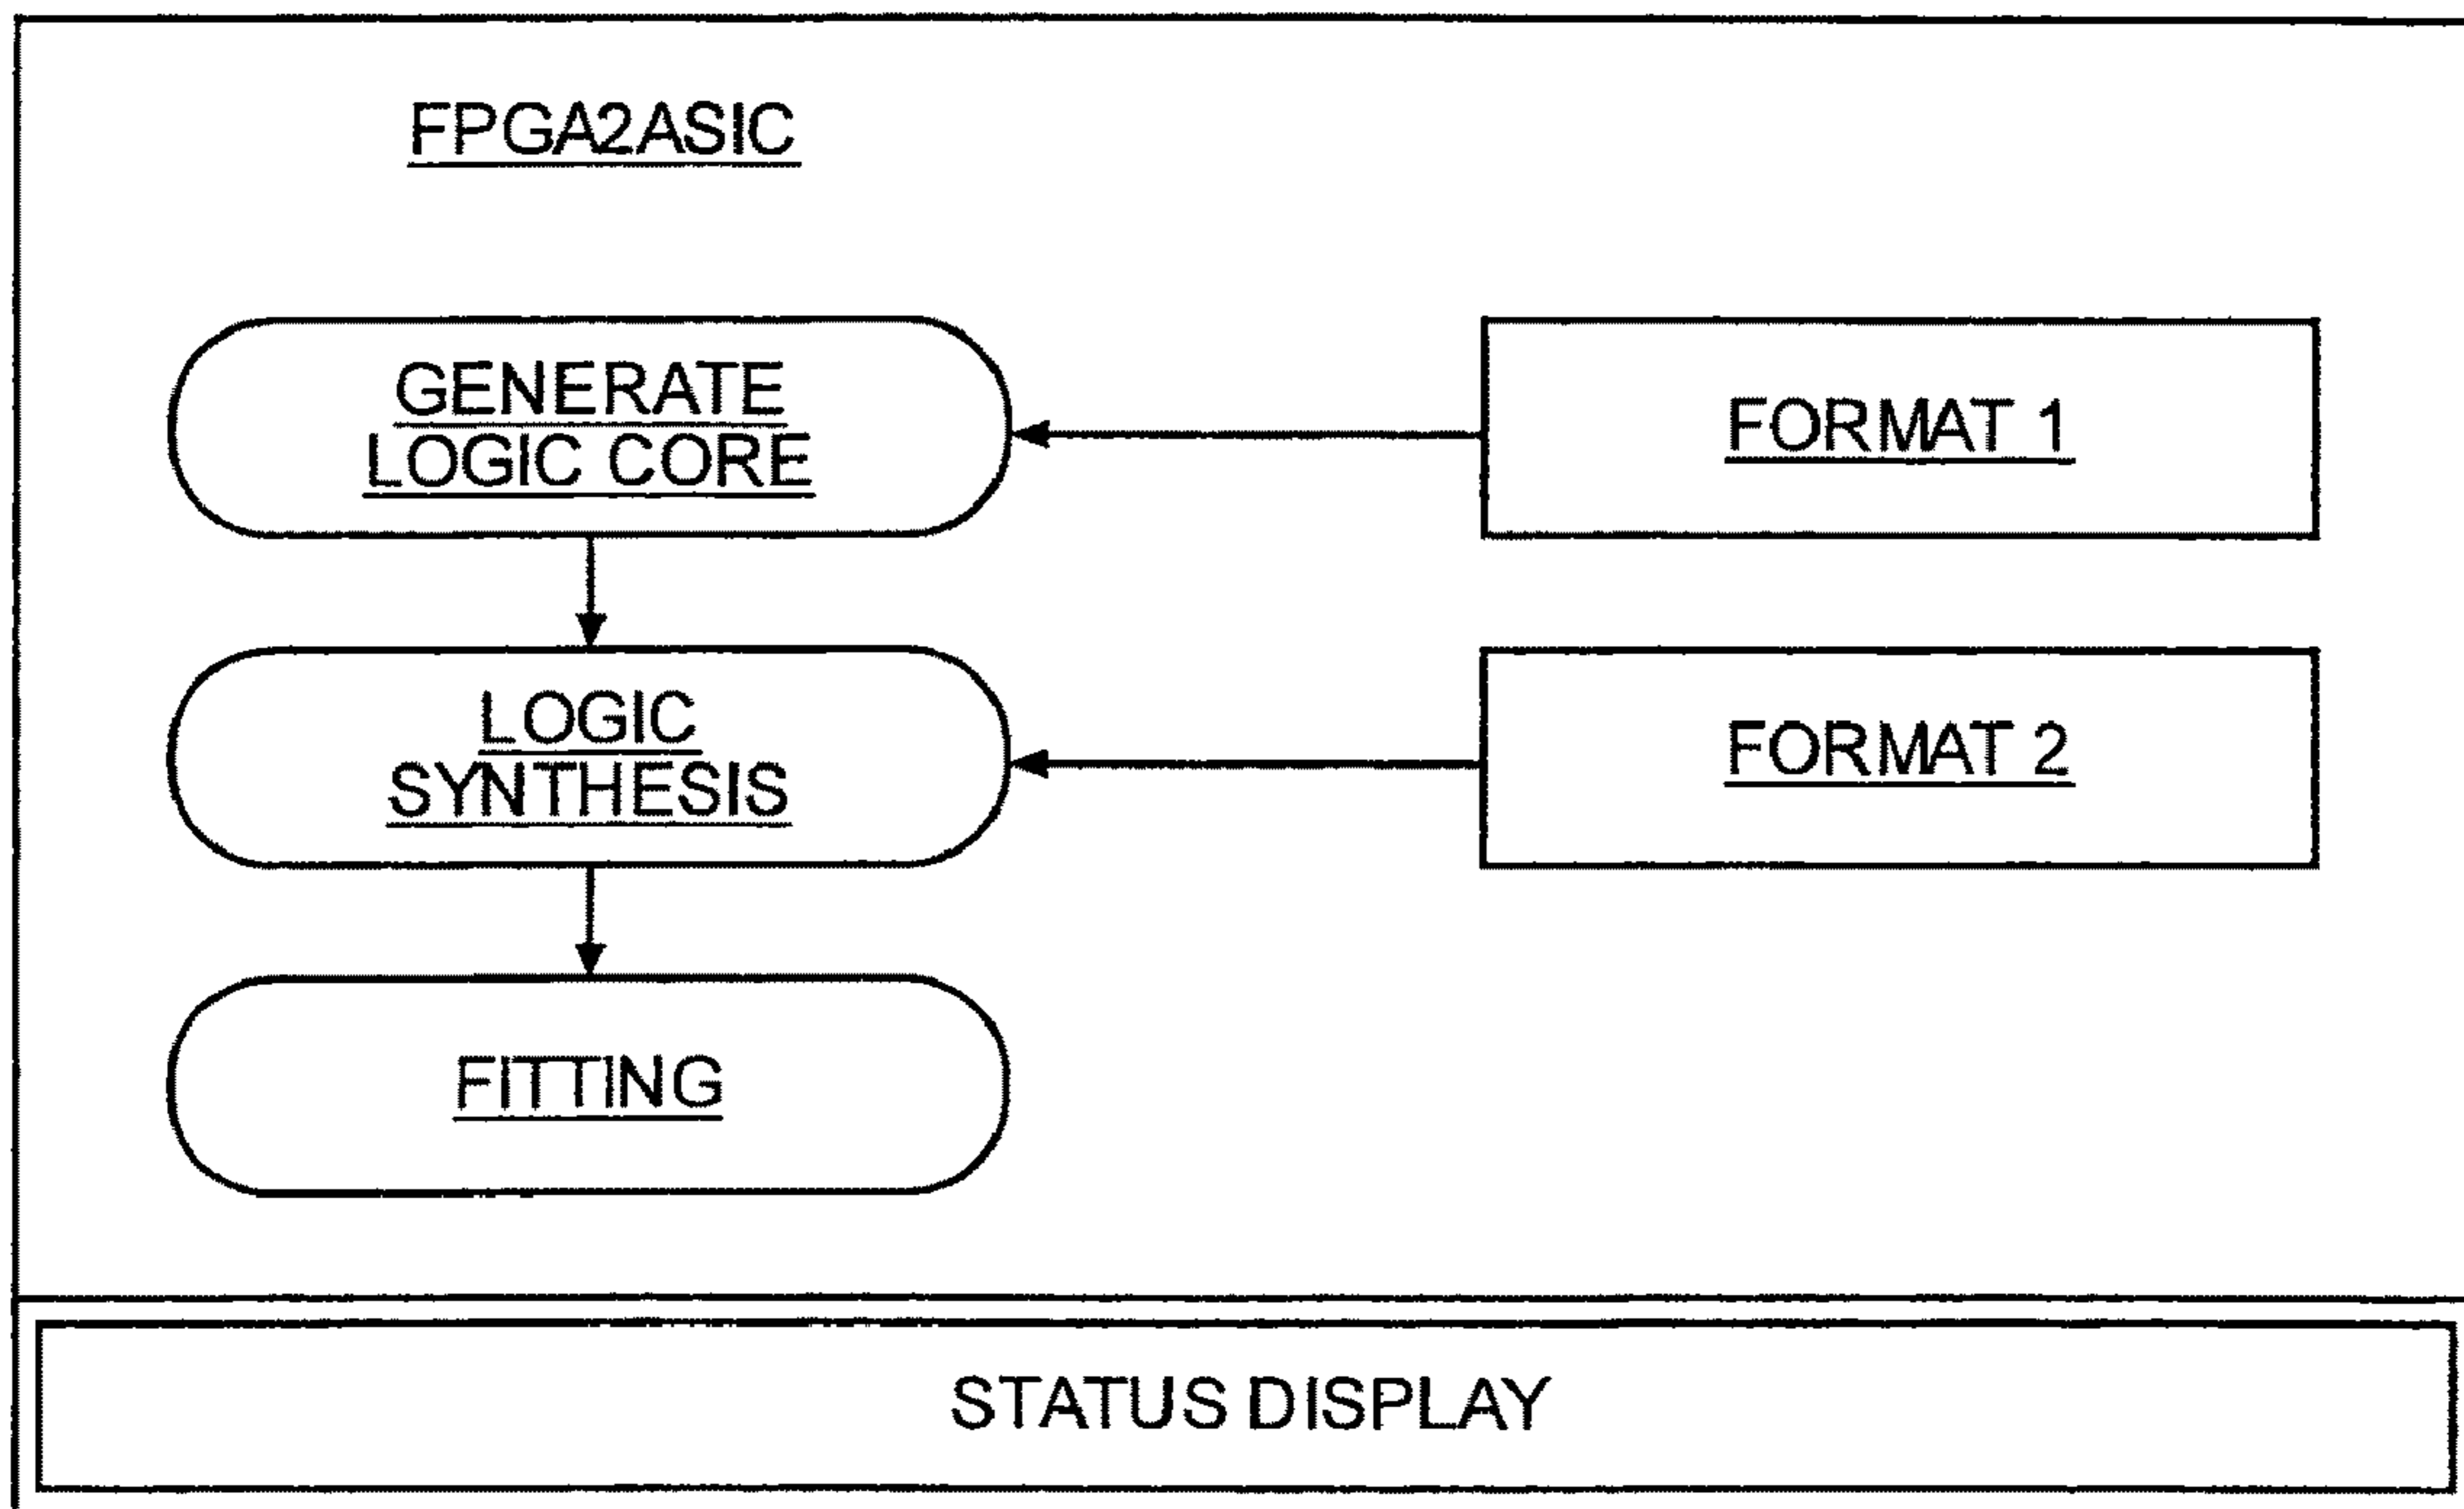 FPGA2ASIC
GENERATE
LOGIC CORE
FORMAT 1
LOGIC
SYNTHESIS
FORMAT 2
FITTING
STATUS DISPLAY